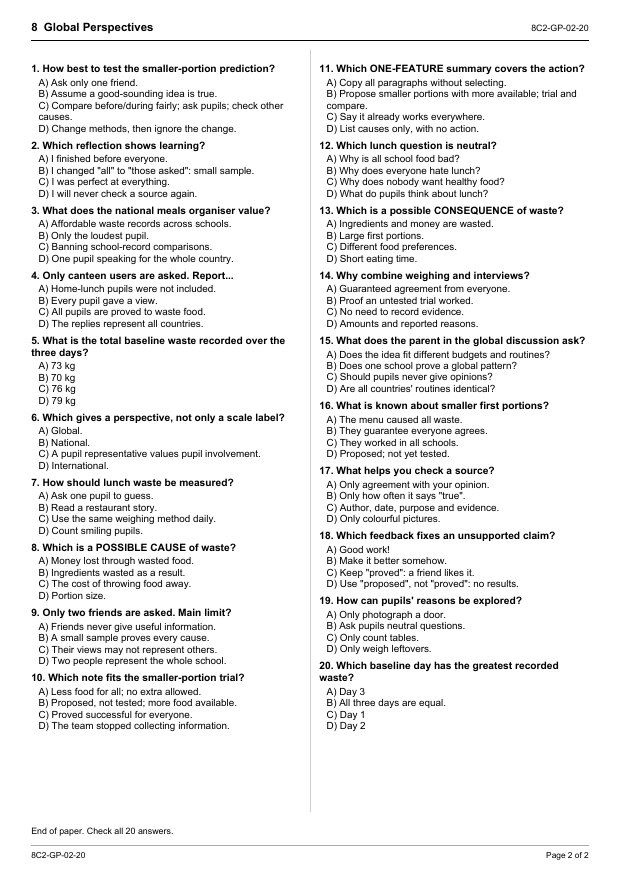 8 Global Perspectives
8C2-GP-02-20
1. How best to test the smaller-portion prediction?
A) Ask only one friend.
B) Assume a good-sounding idea is true.
C) Compare before/during fairly; ask pupils; check other
causes.
D) Change methods, then ignore the change.
2. Which reflection shows learning?
A) I finished before everyone.
B) I changed "all" to "those asked": small sample.
C) I was perfect at everything.
D) I will never check a source again.
3. What does the national meals organiser value?
A) Affordable waste records across schools.
B) Only the loudest pupil.
C) Banning school-record comparisons.
D) One pupil speaking for the whole country.
4. Only canteen users are asked. Report...
A) Home-lunch pupils were not included.
B) Every pupil gave a view.
C) All pupils are proved to waste food.
D) The replies represent all countries.
5. What is the total baseline waste recorded over the
three days?
A) 73 kg
B) 70 kg
C) 76 kg
D) 79 kg
6. Which gives a perspective, not only a scale label?
A) Global.
B) National.
C) A pupil representative values pupil involvement.
D) International.
7. How should lunch waste be measured?
A) Ask one pupil to guess.
B) Read a restaurant story.
C) Use the same weighing method daily.
D) Count smiling pupils.
8. Which is a POSSIBLE CAUSE of waste?
A) Money lost through wasted food.
B) Ingredients wasted as a result.
C) The cost of throwing food away.
D) Portion size.
9. Only two friends are asked. Main limit?
A) Friends never give useful information.
B) A small sample proves every cause.
C) Their views may not represent others.
D) Two people represent the whole school.
10. Which note fits the smaller-portion trial?
A) Less food for all; no extra allowed.
B) Proposed, not tested; more food available.
C) Proved successful for everyone.
D) The team stopped collecting information.
11. Which ONE-FEATURE summary covers the action?
A) Copy all paragraphs without selecting.
B) Propose smaller portions with more available; trial and
compare.
C) Say it already works everywhere.
D) List causes only, with no action.
12. Which lunch question is neutral?
A) Why is all school food bad?
B) Why does everyone hate lunch?
C) Why does nobody want healthy food?
D) What do pupils think about lunch?
13. Which is a possible CONSEQUENCE of waste?
A) Ingredients and money are wasted.
B) Large first portions.
C) Different food preferences.
D) Short eating time.
14. Why combine weighing and interviews?
A) Guaranteed agreement from everyone.
B) Proof an untested trial worked.
C) No need to record evidence.
D) Amounts and reported reasons.
15. What does the parent in the global discussion ask?
A) Does the idea fit different budgets and routines?
B) Does one school prove a global pattern?
C) Should pupils never give opinions?
D) Are all countries' routines identical?
16. What is known about smaller first portions?
A) The menu caused all waste.
B) They guarantee everyone agrees.
C) They worked in all schools.
D) Proposed; not yet tested.
17. What helps you check a source?
A) Only agreement with your opinion.
B) Only how often it says "true".
C) Author, date, purpose and evidence.
D) Only colourful pictures.
18. Which feedback fixes an unsupported claim?
A) Good work!
B) Make it better somehow.
C) Keep "proved": a friend likes it.
D) Use "proposed", not "proved": no results.
19. How can pupils' reasons be explored?
A) Only photograph a door.
B) Ask pupils neutral questions.
C) Only count tables.
D) Only weigh leftovers.
20. Which baseline day has the greatest recorded
waste?
A) Day 3
B) All three days are equal.
C) Day 1
D) Day 2
End of paper. Check all 20 answers.
8C2-GP-02-20
Page 2 of 2